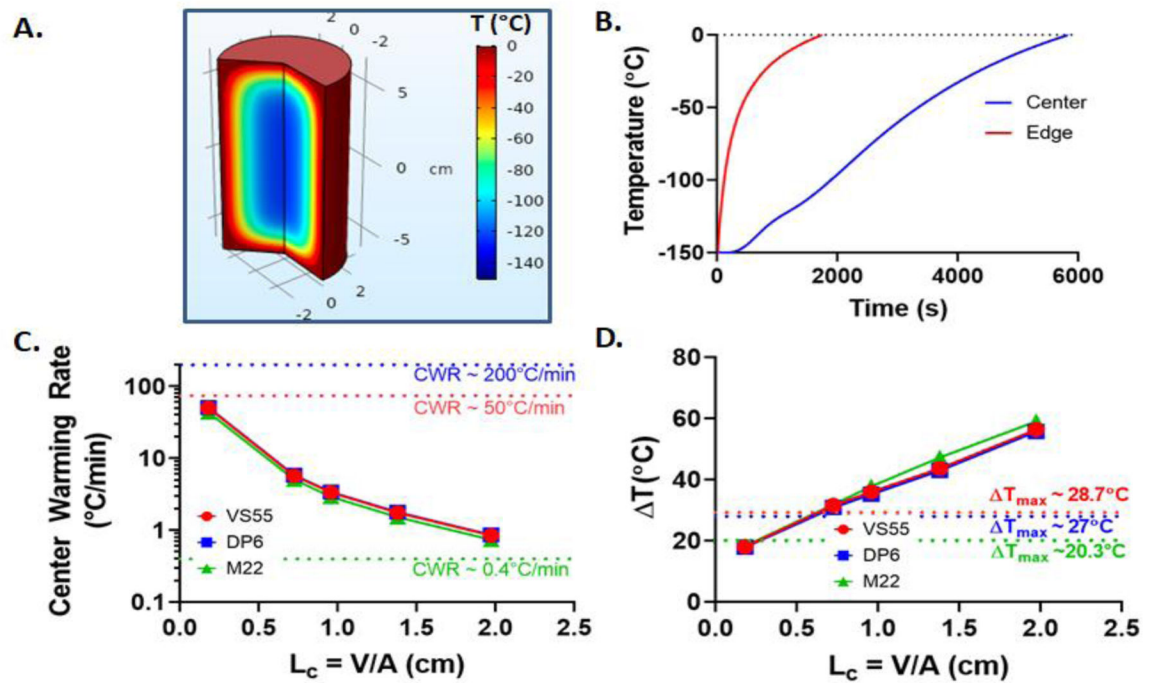 A.
T (°C)
2
0
-2
5
0 cm
-5
2
0
-2
0
-20
-40
-60
-80
-100
-120
-140
B.
Temperature (°C)
0
-50
-100
-150
Center
Edge
0 2000 4000 6000
Time (s)
C.
Center Warming Rate
(°C/min)
100
10
1
0.1
CWR ~ 200°C/min
CWR ~ 50°C/min
VS55
DP6
M22
CWR ~ 0.4°C/min
0.0 0.5 1.0 1.5 2.0 2.5
Lc = V/A (cm)
D.
ΔT(°C)
80
60
40
20
0
ΔTmax ~ 28.7°C
ΔTmax ~ 27°C
ΔTmax ~20.3°C
VS55
DP6
M22
0.0 0.5 1.0 1.5 2.0 2.5
Lc = V/A (cm)